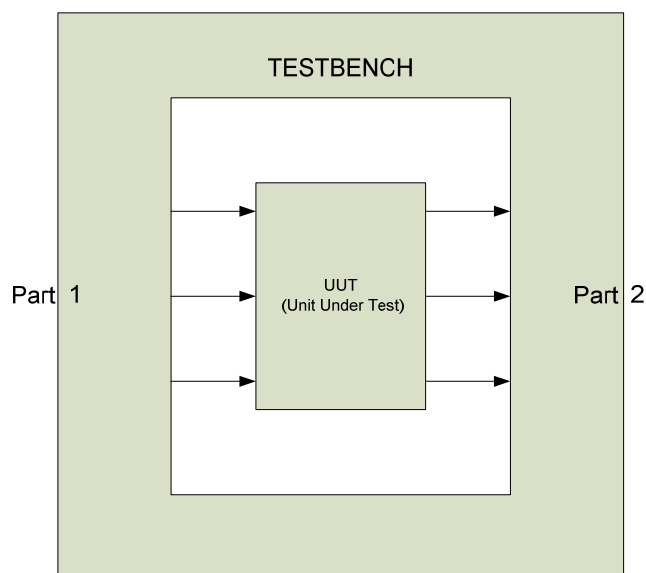 TESTBENCH
Part 1
UUT
(Unit Under Test)
Part 2